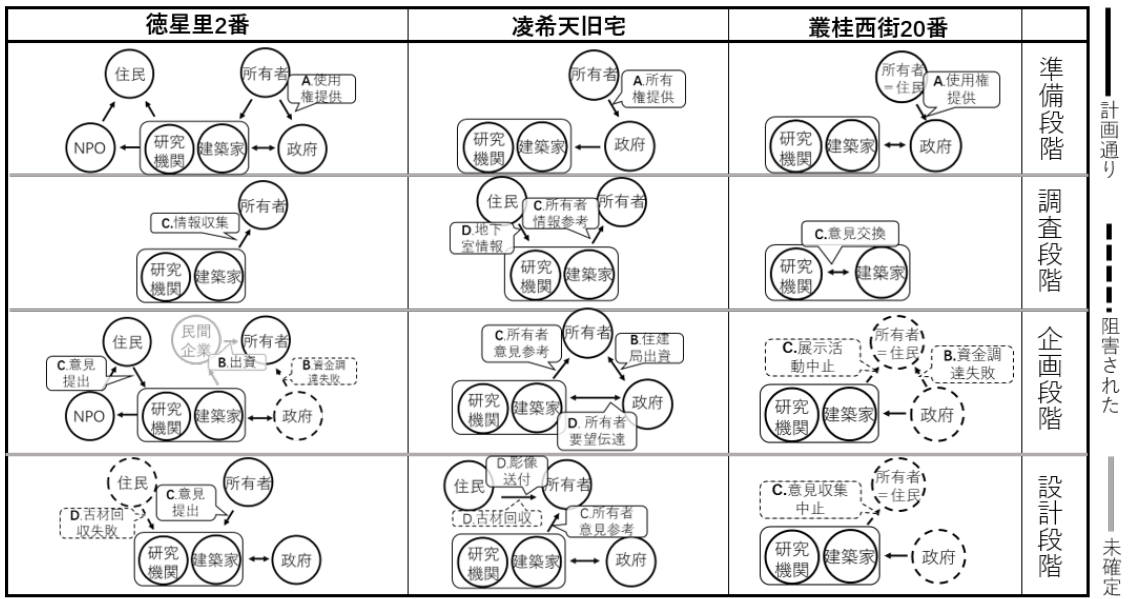 徳星里2番
凌希天旧宅
叢桂西街20番
住民
所有者
A.使用
権提供
NPO
研究
機関
建築家
政府
所有者
A.所有
権提供
研究
機関
建築家
政府
所有者
＝住民
A.使用権
提供
研究
機関
建築家
政府
準備段階
所有者
C.情報収集
研究
機関
建築家
住民
C.所有者
情報参考
所有者
D.地下
室情報
研究
機関
建築家
C.意見交換
研究
機関
建築家
調査段階
住民
民間
企業
所有者
C.意見
提出
B.出資
B.資金調
達失敗
NPO
研究
機関
建築家
政府
所有者
C.所有者
意見参考
B.住建
局出資
研究
機関
建築家
政府
D. 所有者
要望伝達
所有者
＝住民
C.展示活
動中止
B.資金調
達失敗
研究
機関
建築家
政府
企画段階
住民
所有者
C.意見
提出
D.古材回
収失敗
研究
機関
建築家
政府
住民
D.彫像
送付
所有者
D.古材回収
C.所有者
意見参考
研究
機関
建築家
政府
所有者
＝住民
C.意見収集
中止
研究
機関
建築家
政府
設計段階
計画通り
阻害された
未確定